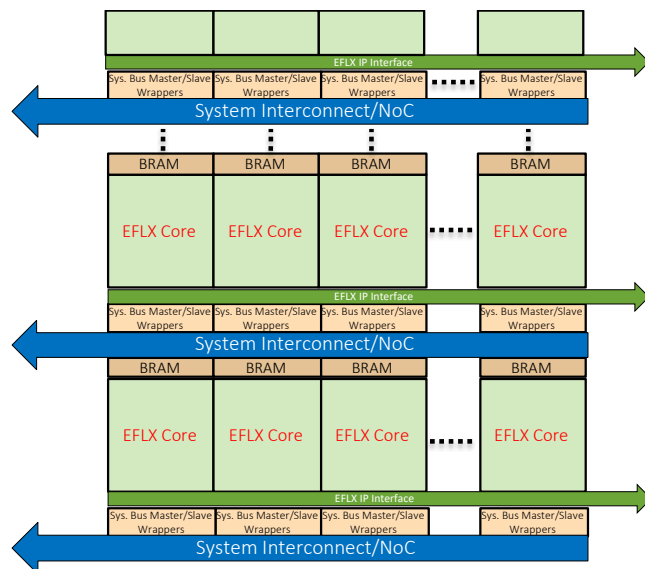 EFLX IP Interface
Sys. Bus Master/Slave Sys. Bus Master/Slave Sys. Bus Master/Slave Sys. Bus Master/Slave
Wrappers Wrappers Wrappers Wrappers
System Interconnect/NoC
BRAM BRAM BRAM BRAM
EFLX Core EFLX Core EFLX Core EFLX Core
EFLX IP Interface
Sys. Bus Master/Slave Sys. Bus Master/Slave Sys. Bus Master/Slave Sys. Bus Master/Slave
Wrappers Wrappers Wrappers Wrappers
System Interconnect/NoC
BRAM BRAM BRAM BRAM
EFLX Core EFLX Core EFLX Core EFLX Core
EFLX IP Interface
Sys. Bus Master/Slave Sys. Bus Master/Slave Sys. Bus Master/Slave Sys. Bus Master/Slave
Wrappers Wrappers Wrappers Wrappers
System Interconnect/NoC